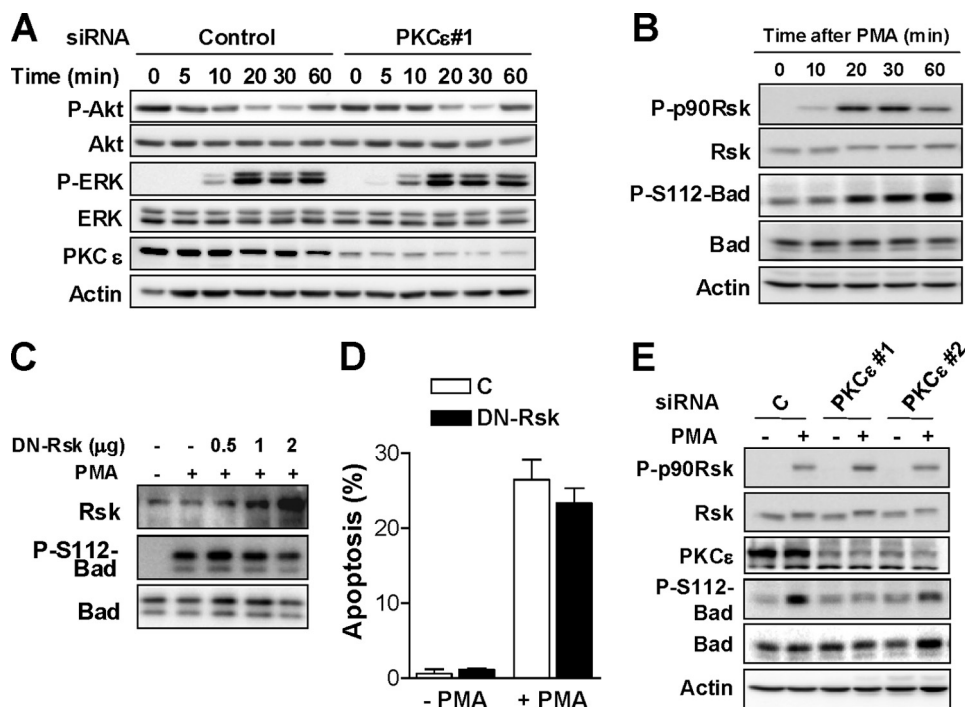 A
siRNA Control PKCε#1
Time (min) 0 5 10 20 30 60 0 5 10 20 30 60
P-Akt
Akt
P-ERK
ERK
PKC ε
Actin
B
Time after PMA (min)
0 10 20 30 60
P-p90Rsk
Rsk
P-S112-Bad
Bad
Actin
C
DN-Rsk (µg) - - 0.5 1 2
PMA - + + + +
Rsk
P-S112-
Bad
Bad
D
C
DN-Rsk
Apoptosis (%)
30
20
10
0
- PMA + PMA
E
siRNA C PKCε #1 PKCε #2
PMA - + - + - +
P-p90Rsk
Rsk
PKCε
P-S112-
Bad
Bad
Actin